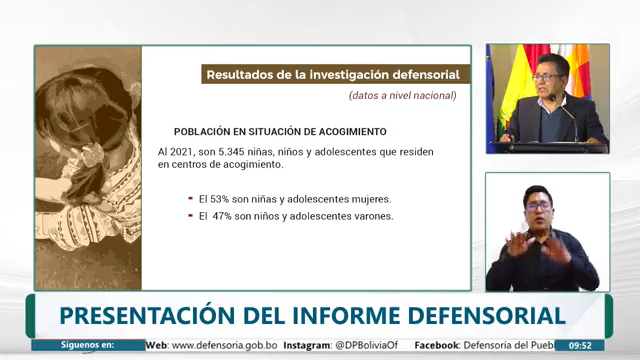 Resultados de la investigación defensorial
(datos a nivel nacional)
POBLACIÓN EN SITUACIÓN DE ACOGIMIENTO
Al 2021, son 5.345 niñas, niños y adolescentes que residen
en centros de acogimiento.
- El 53% son niñas y adolescentes mujeres.
- El 47% son niños y adolescentes varones.
PRESENTACIÓN DEL INFORME DEFENSORIAL
Síguenos en: Web: www.defensoria.gob.bo Instagram: @DPBoliviaOf Facebook: Defensoría del Pueb 09:52